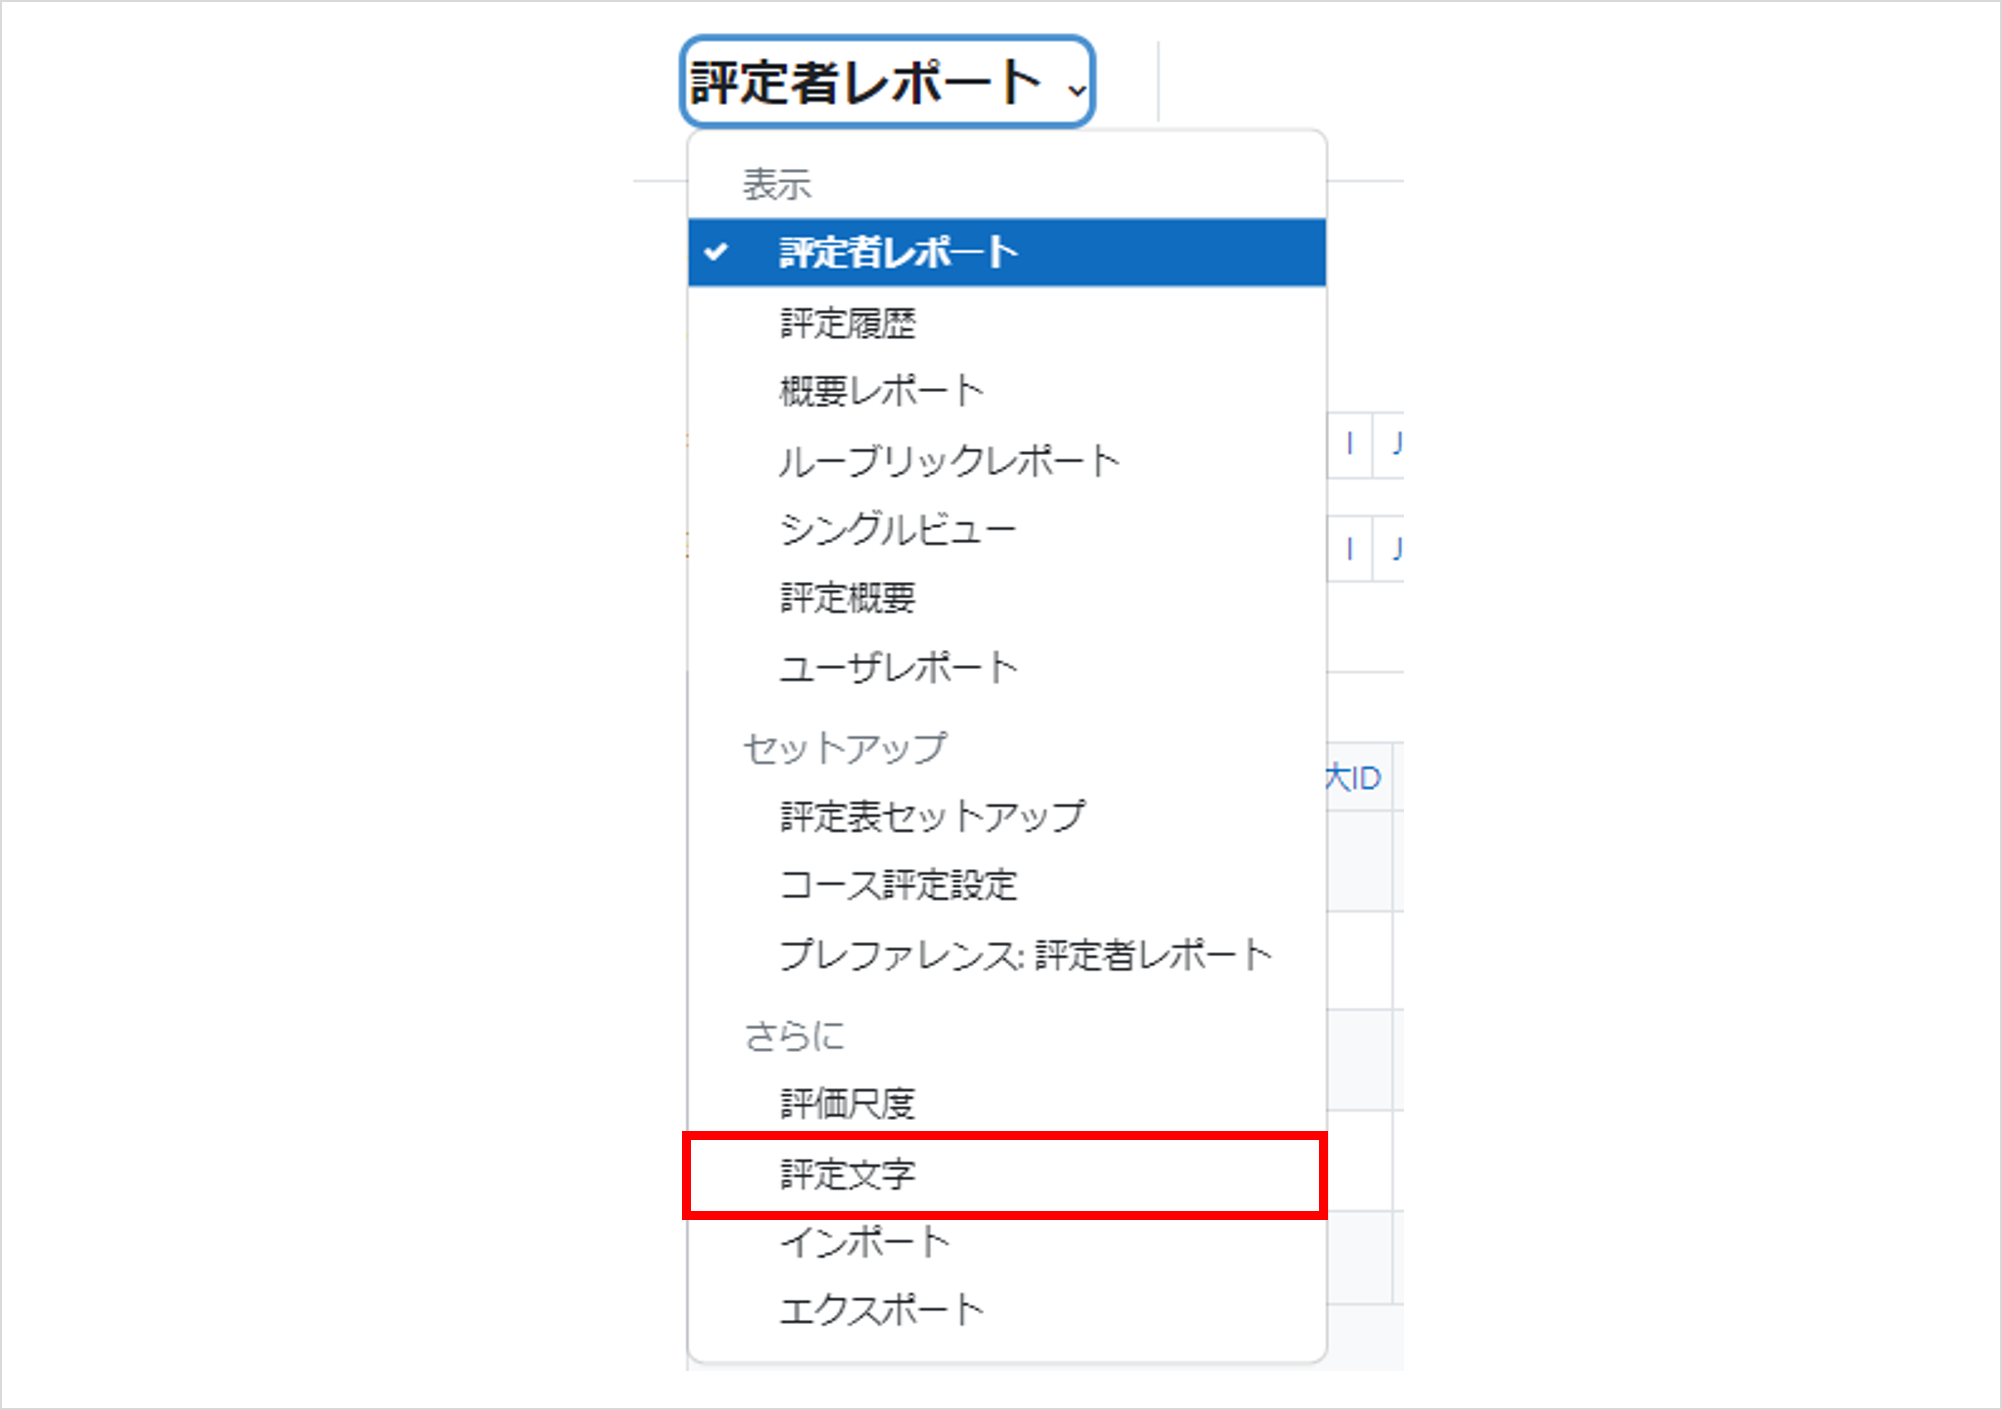 評定者レポート
表示
評定者レポート
評定履歴
概要レポート
I J
ルーブリックレポート
シングルビュー
I J
評定概要
ユーザレポート
セットアップ
大ID
評定表セットアップ
コース評定設定
プレファレンス: 評定者レポート
さらに
評価尺度
評定文字
インポート
エクスポート